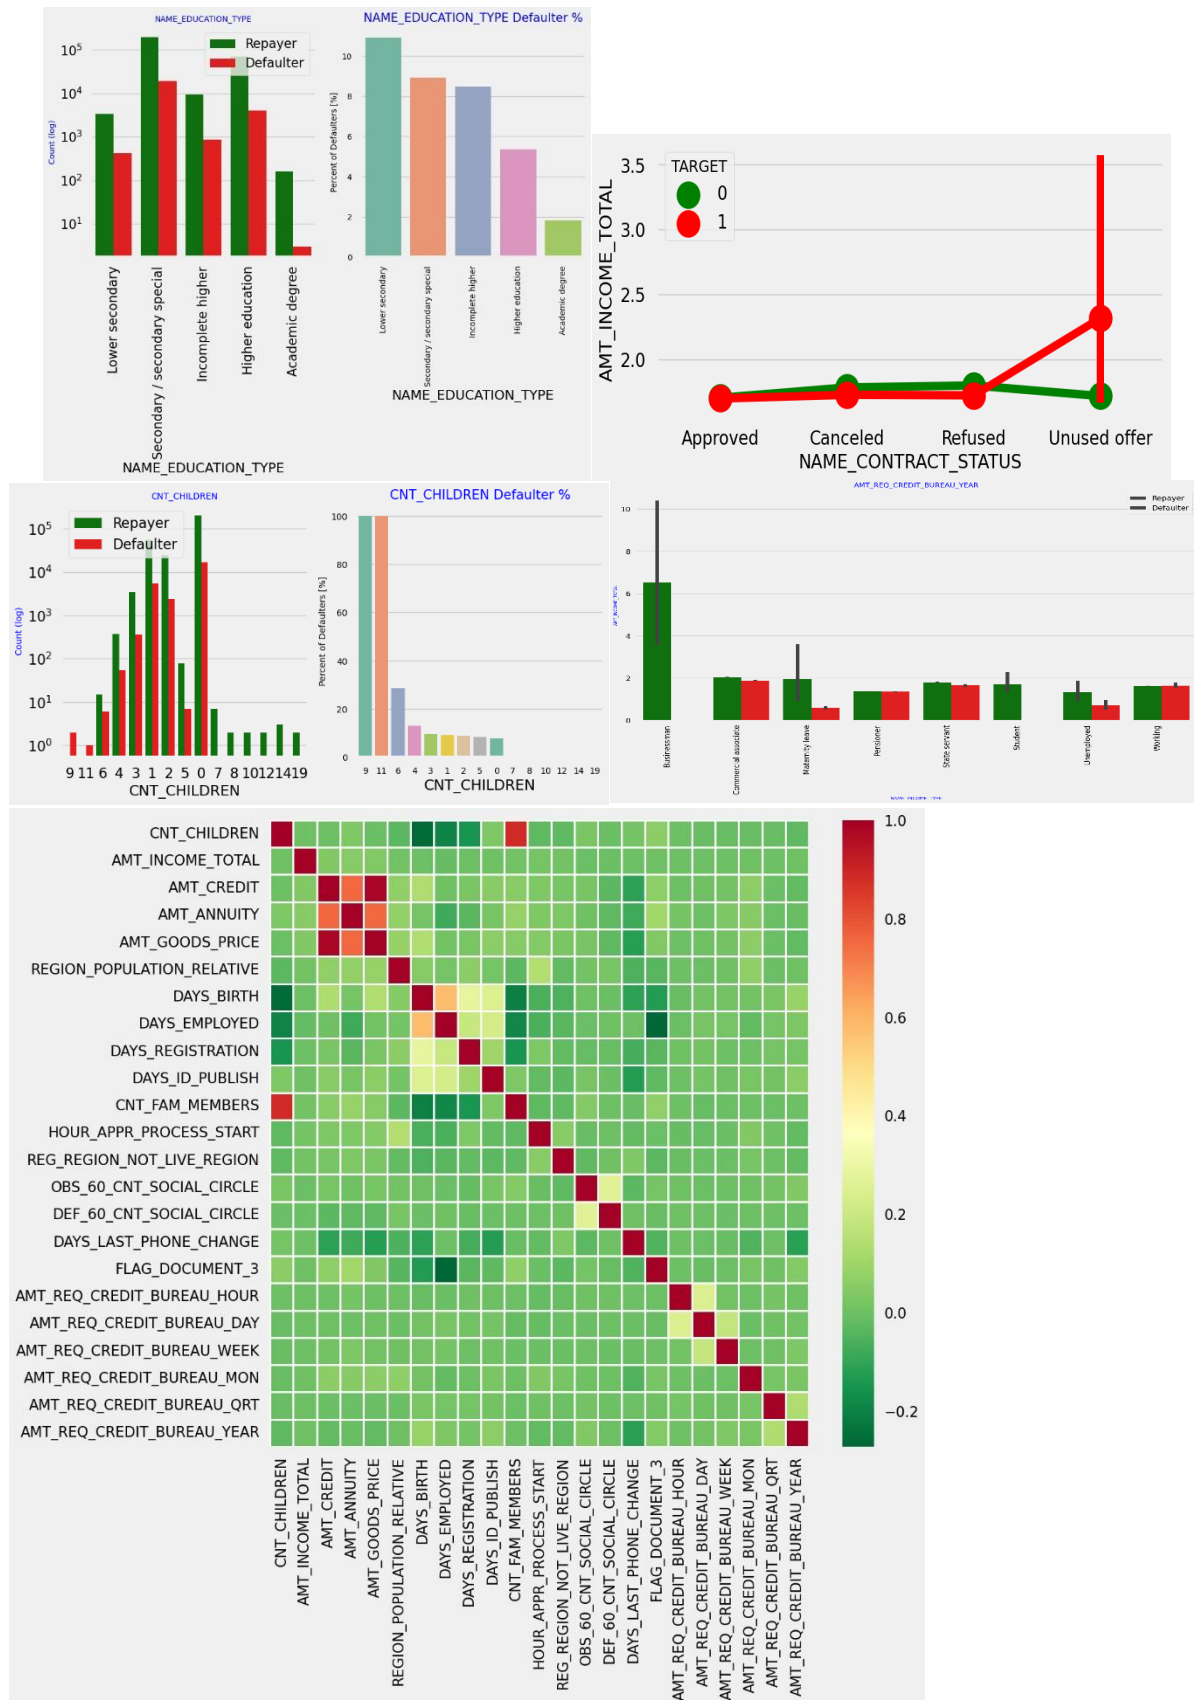 NAME_EDUCATION_TYPE
Repayer
Defaulter
Count (log)
10⁵
10⁴
10³
10²
10¹
Lower secondary
Secondary / secondary special
Incomplete higher
Higher education
Academic degree
NAME_EDUCATION_TYPE
NAME_EDUCATION_TYPE Defaulter %
Percent of Defaulters [%]
10
8
6
4
2
0
Lower secondary
Secondary / secondary special
Incomplete higher
Higher education
Academic degree
NAME_EDUCATION_TYPE
TARGET
0
1
AMT_INCOME_TOTAL
3.5
3.0
2.5
2.0
Approved Canceled Refused Unused offer
NAME_CONTRACT_STATUS
CNT_CHILDREN
Repayer
Defaulter
Count (log)
10⁵
10⁴
10³
10²
10¹
10⁰
9 11 6 4 3 1 2 5 0 7 8 10 12 14 19
CNT_CHILDREN
CNT_CHILDREN Defaulter %
Percent of Defaulters [%]
100
80
60
40
20
0
9 11 6 4 3 1 2 5 0 7 8 10 12 14 19
CNT_CHILDREN
AMT_REQ_CREDIT_BUREAU_YEAR
Repayer
Defaulter
AMT_INCOME_TOTAL
10
8
6
4
2
0
Businessman
Commercial associate
Maternity leave
Pensioner
State servant
Student
Unemployed
Working
NAME_INCOME_TYPE
CNT_CHILDREN
AMT_INCOME_TOTAL
AMT_CREDIT
AMT_ANNUITY
AMT_GOODS_PRICE
REGION_POPULATION_RELATIVE
DAYS_BIRTH
DAYS_EMPLOYED
DAYS_REGISTRATION
DAYS_ID_PUBLISH
CNT_FAM_MEMBERS
HOUR_APPR_PROCESS_START
REG_REGION_NOT_LIVE_REGION
OBS_60_CNT_SOCIAL_CIRCLE
DEF_60_CNT_SOCIAL_CIRCLE
DAYS_LAST_PHONE_CHANGE
FLAG_DOCUMENT_3
AMT_REQ_CREDIT_BUREAU_HOUR
AMT_REQ_CREDIT_BUREAU_DAY
AMT_REQ_CREDIT_BUREAU_WEEK
AMT_REQ_CREDIT_BUREAU_MON
AMT_REQ_CREDIT_BUREAU_QRT
AMT_REQ_CREDIT_BUREAU_YEAR
1.0
0.8
0.6
0.4
0.2
0.0
−0.2
CNT_CHILDREN
AMT_INCOME_TOTAL
AMT_CREDIT
AMT_ANNUITY
AMT_GOODS_PRICE
REGION_POPULATION_RELATIVE
DAYS_BIRTH
DAYS_EMPLOYED
DAYS_REGISTRATION
DAYS_ID_PUBLISH
CNT_FAM_MEMBERS
HOUR_APPR_PROCESS_START
REG_REGION_NOT_LIVE_REGION
OBS_60_CNT_SOCIAL_CIRCLE
DEF_60_CNT_SOCIAL_CIRCLE
DAYS_LAST_PHONE_CHANGE
FLAG_DOCUMENT_3
AMT_REQ_CREDIT_BUREAU_HOUR
AMT_REQ_CREDIT_BUREAU_DAY
AMT_REQ_CREDIT_BUREAU_WEEK
AMT_REQ_CREDIT_BUREAU_MON
AMT_REQ_CREDIT_BUREAU_QRT
AMT_REQ_CREDIT_BUREAU_YEAR